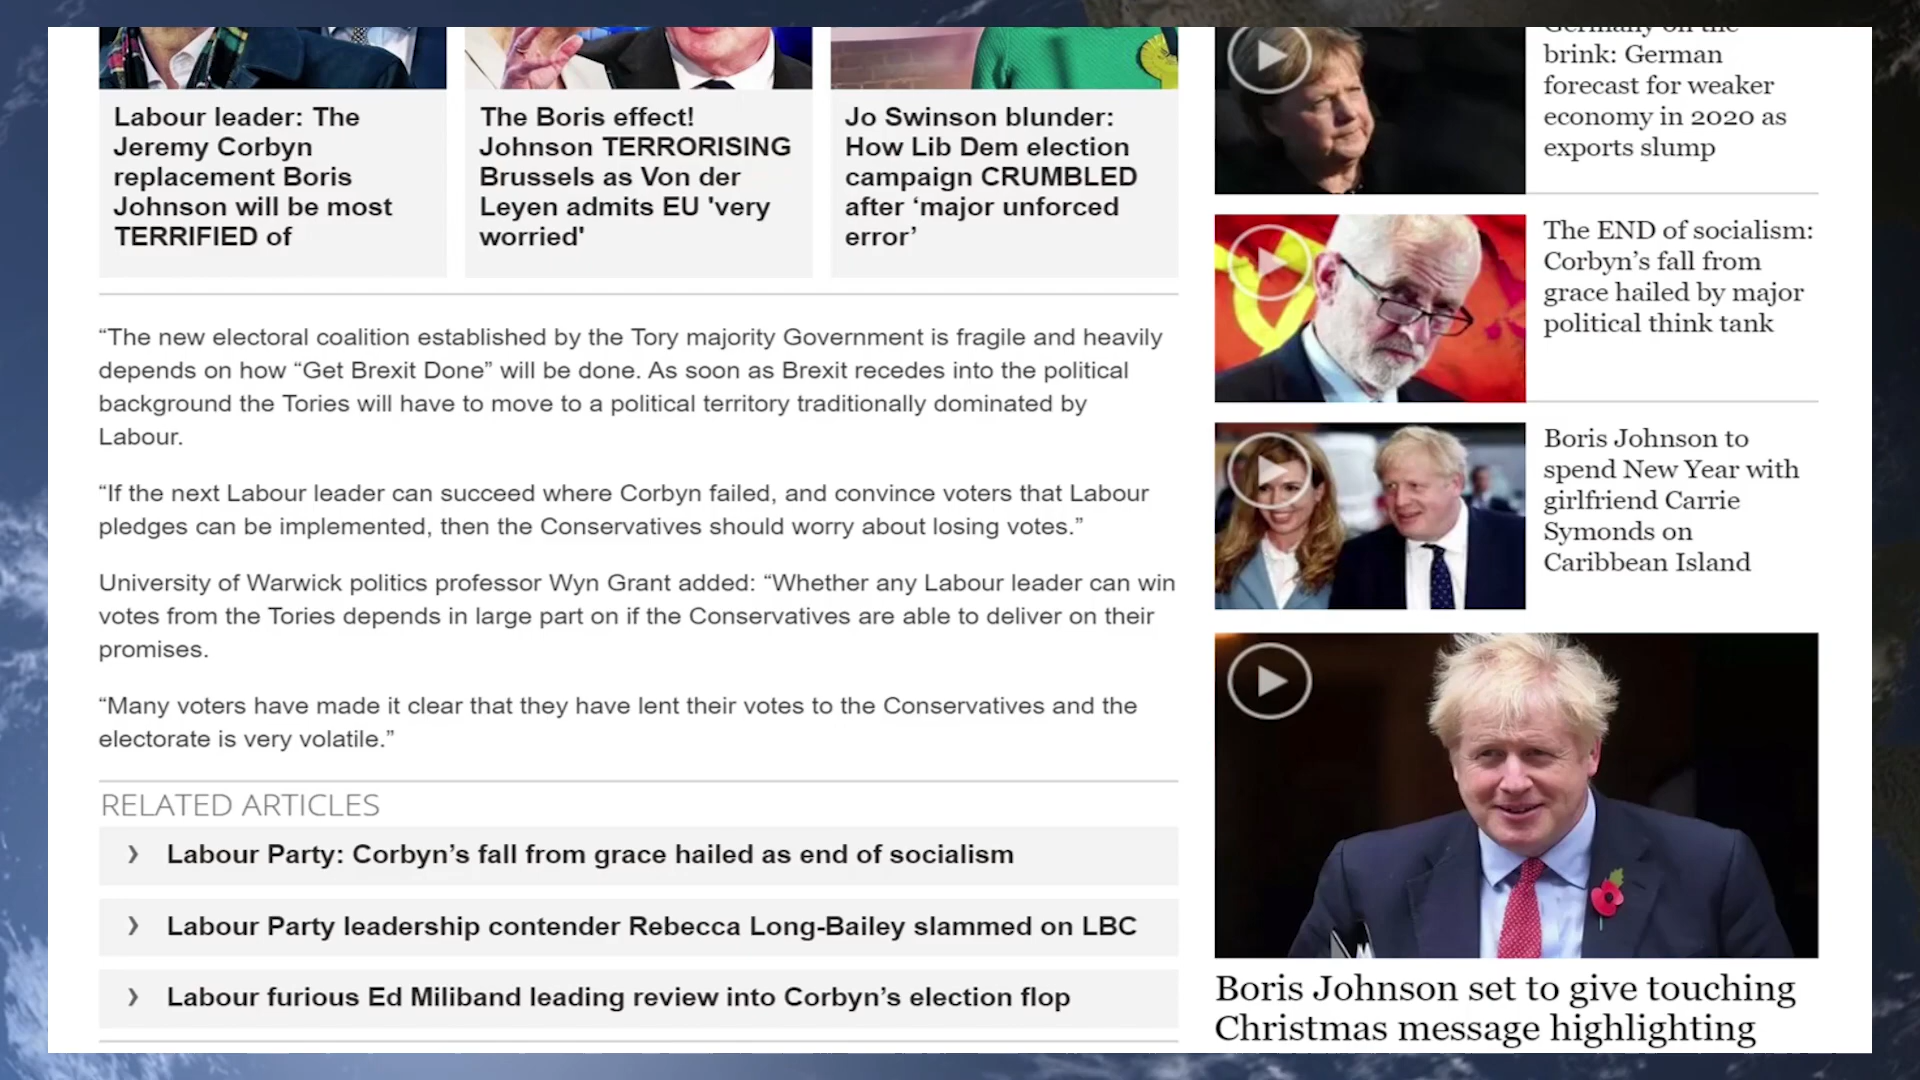 Labour leader: The
Jeremy Corbyn
replacement Boris
Johnson will be most
TERRIFIED of
The Boris effect!
Johnson TERRORISING
Brussels as Von der
Leyen admits EU 'very
worried'
Jo Swinson blunder:
How Lib Dem election
campaign CRUMBLED
after ‘major unforced
error’
“The new electoral coalition established by the Tory majority Government is fragile and heavily
depends on how “Get Brexit Done” will be done. As soon as Brexit recedes into the political
background the Tories will have to move to a political territory traditionally dominated by
Labour.
“If the next Labour leader can succeed where Corbyn failed, and convince voters that Labour
pledges can be implemented, then the Conservatives should worry about losing votes.”
University of Warwick politics professor Wyn Grant added: “Whether any Labour leader can win
votes from the Tories depends in large part on if the Conservatives are able to deliver on their
promises.
“Many voters have made it clear that they have lent their votes to the Conservatives and the
electorate is very volatile.”
RELATED ARTICLES
Labour Party: Corbyn’s fall from grace hailed as end of socialism
Labour Party leadership contender Rebecca Long-Bailey slammed on LBC
Labour furious Ed Miliband leading review into Corbyn’s election flop
Germany on the
brink: German
forecast for weaker
economy in 2020 as
exports slump
The END of socialism:
Corbyn’s fall from
grace hailed by major
political think tank
Boris Johnson to
spend New Year with
girlfriend Carrie
Symonds on
Caribbean Island
Boris Johnson set to give touching
Christmas message highlighting